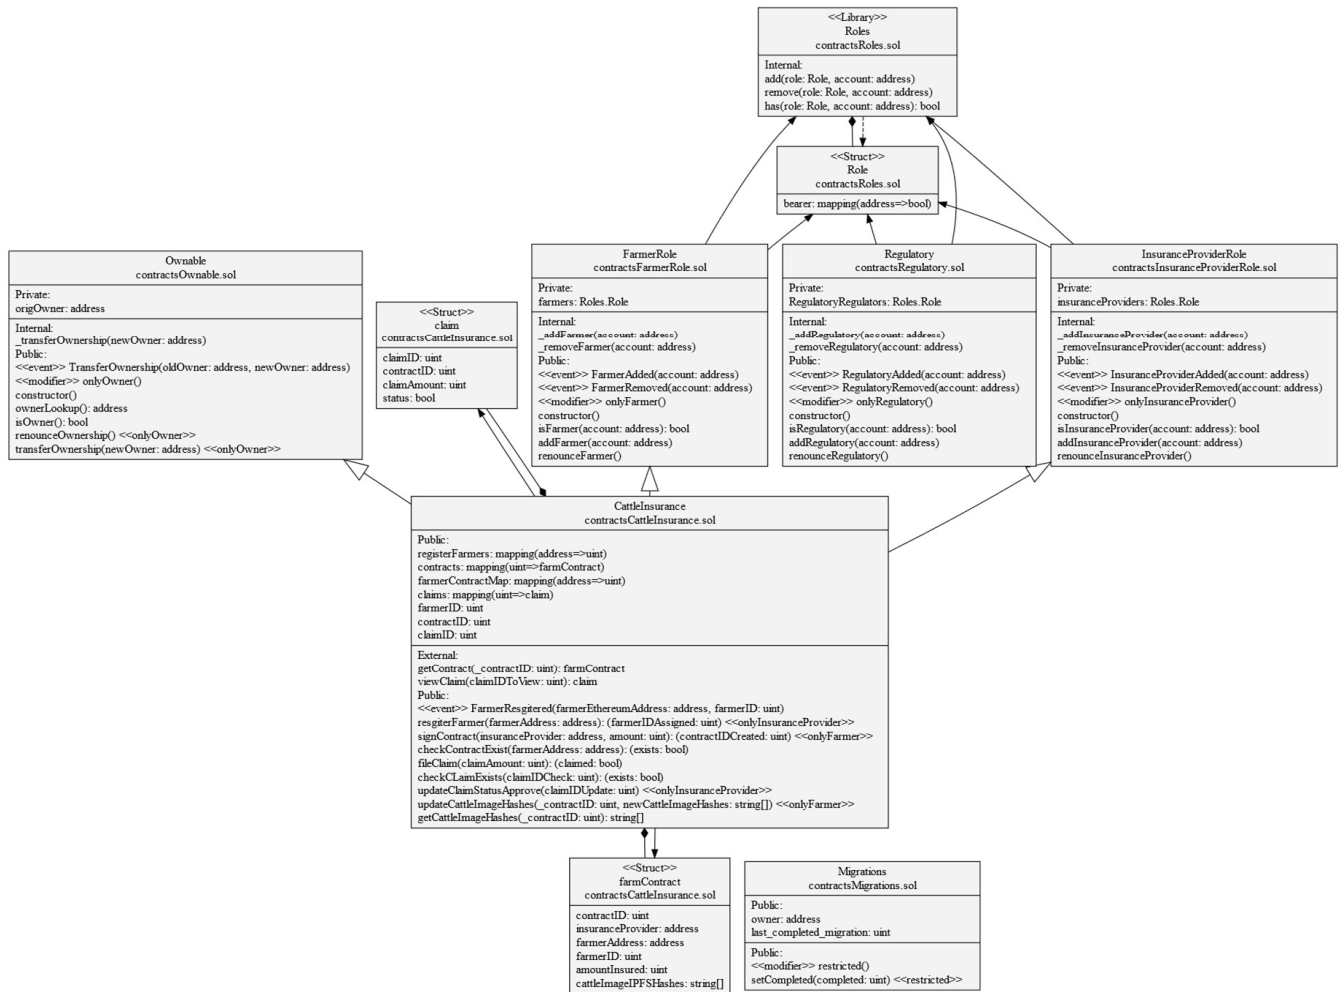 <<Library>>
Roles
contractsRoles.sol
Internal:
add(role: Role, account: address)
remove(role: Role, account: address)
has(role: Role, account: address): bool
<<Struct>>
Role
contractsRoles.sol
bearer: mapping(address=>bool)
Ownable
contractsOwnable.sol
Private:
origOwner: address
Internal:
_transferOwnership(newOwner: address)
Public:
<<event>> TransferOwnership(oldOwner: address, newOwner: address)
<<modifier>> onlyOwner()
constructor()
ownerLookup(): address
isOwner(): bool
renounceOwnership() <<onlyOwner>>
transferOwnership(newOwner: address) <<onlyOwner>>
<<Struct>>
claim
contractsCattleInsurance.sol
claimID: uint
contractID: uint
claimAmount: uint
status: bool
FarmerRole
contractsFarmerRole.sol
Private:
farmers: Roles.Role
Internal:
_addFarmer(account: address)
_removeFarmer(account: address)
Public:
<<event>> FarmerAdded(account: address)
<<event>> FarmerRemoved(account: address)
<<modifier>> onlyFarmer()
constructor()
isFarmer(account: address): bool
addFarmer(account: address)
renounceFarmer()
Regulatory
contractsRegulatory.sol
Private:
RegulatoryRegulators: Roles.Role
Internal:
_addRegulatory(account: address)
_removeRegulatory(account: address)
Public:
<<event>> RegulatoryAdded(account: address)
<<event>> RegulatoryRemoved(account: address)
<<modifier>> onlyRegulatory()
constructor()
isRegulatory(account: address): bool
addRegulatory(account: address)
renounceRegulatory()
InsuranceProviderRole
contractsInsuranceProviderRole.sol
Private:
insuranceProviders: Roles.Role
Internal:
_addInsuranceProvider(account: address)
_removeInsuranceProvider(account: address)
Public:
<<event>> InsuranceProviderAdded(account: address)
<<event>> InsuranceProviderRemoved(account: address)
<<modifier>> onlyInsuranceProvider()
constructor()
isInsuranceProvider(account: address): bool
addInsuranceProvider(account: address)
renounceInsuranceProvider()
CattleInsurance
contractsCattleInsurance.sol
Public:
registerFarmers: mapping(address=>uint)
contracts: mapping(uint=>farmContract)
farmerContractMap: mapping(address=>uint)
claims: mapping(uint=>claim)
farmerID: uint
contractID: uint
claimID: uint
External:
getContract(_contractID: uint): farmContract
viewClaim(claimIDToView: uint): claim
Public:
<<event>> FarmerResgitered(farmerEthereumAddress: address, farmerID: uint)
resgiterFarmer(farmerAddress: address): (farmerIDAssigned: uint) <<onlyInsuranceProvider>>
signContract(insuranceProvider: address, amount: uint): (contractIDCreated: uint) <<onlyFarmer>>
checkContractExist(farmerAddress: address): (exists: bool)
fileClaim(claimAmount: uint): (claimed: bool)
checkCLaimExists(claimIDCheck: uint): (exists: bool)
updateClaimStatusApprove(claimIDUpdate: uint) <<onlyInsuranceProvider>>
updateCattleImageHashes(_contractID: uint, newCattleImageHashes: string[]) <<onlyFarmer>>
getCattleImageHashes(_contractID: uint): string[]
<<Struct>>
farmContract
contractsCattleInsurance.sol
contractID: uint
insuranceProvider: address
farmerAddress: address
farmerID: uint
amountInsured: uint
cattleImageIPFSHashes: string[]
Migrations
contractsMigrations.sol
Public:
owner: address
last_completed_migration: uint
Public:
<<modifier>> restricted()
setCompleted(completed: uint) <<restricted>>